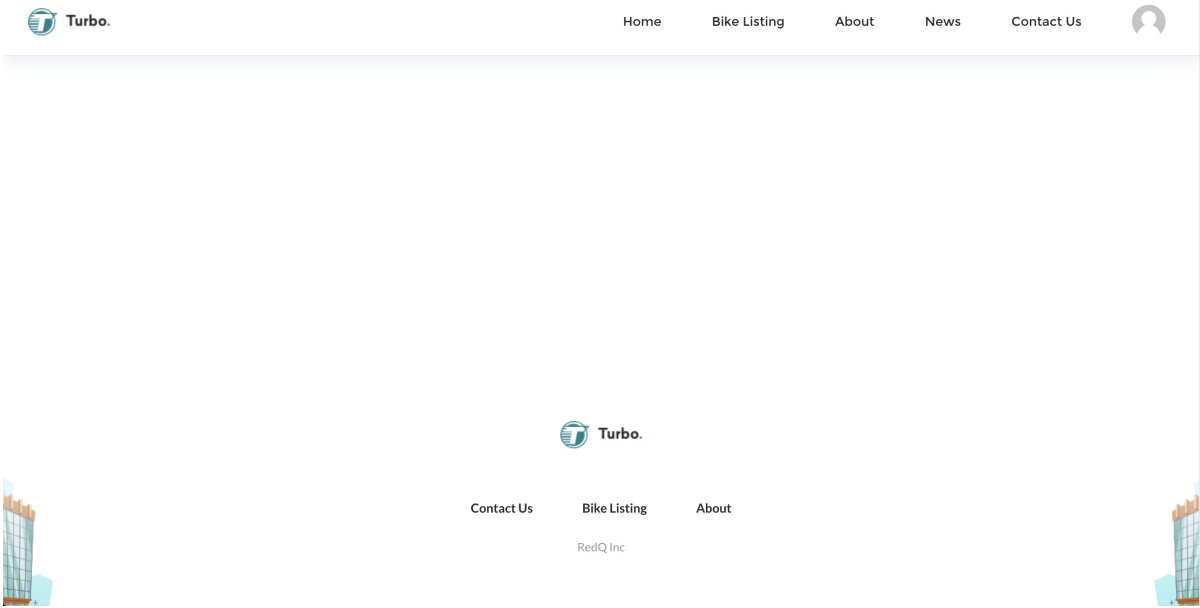 Turbo. Home Bike Listing About News Contact Us
Turbo.
Contact Us Bike Listing About
RedQ Inc